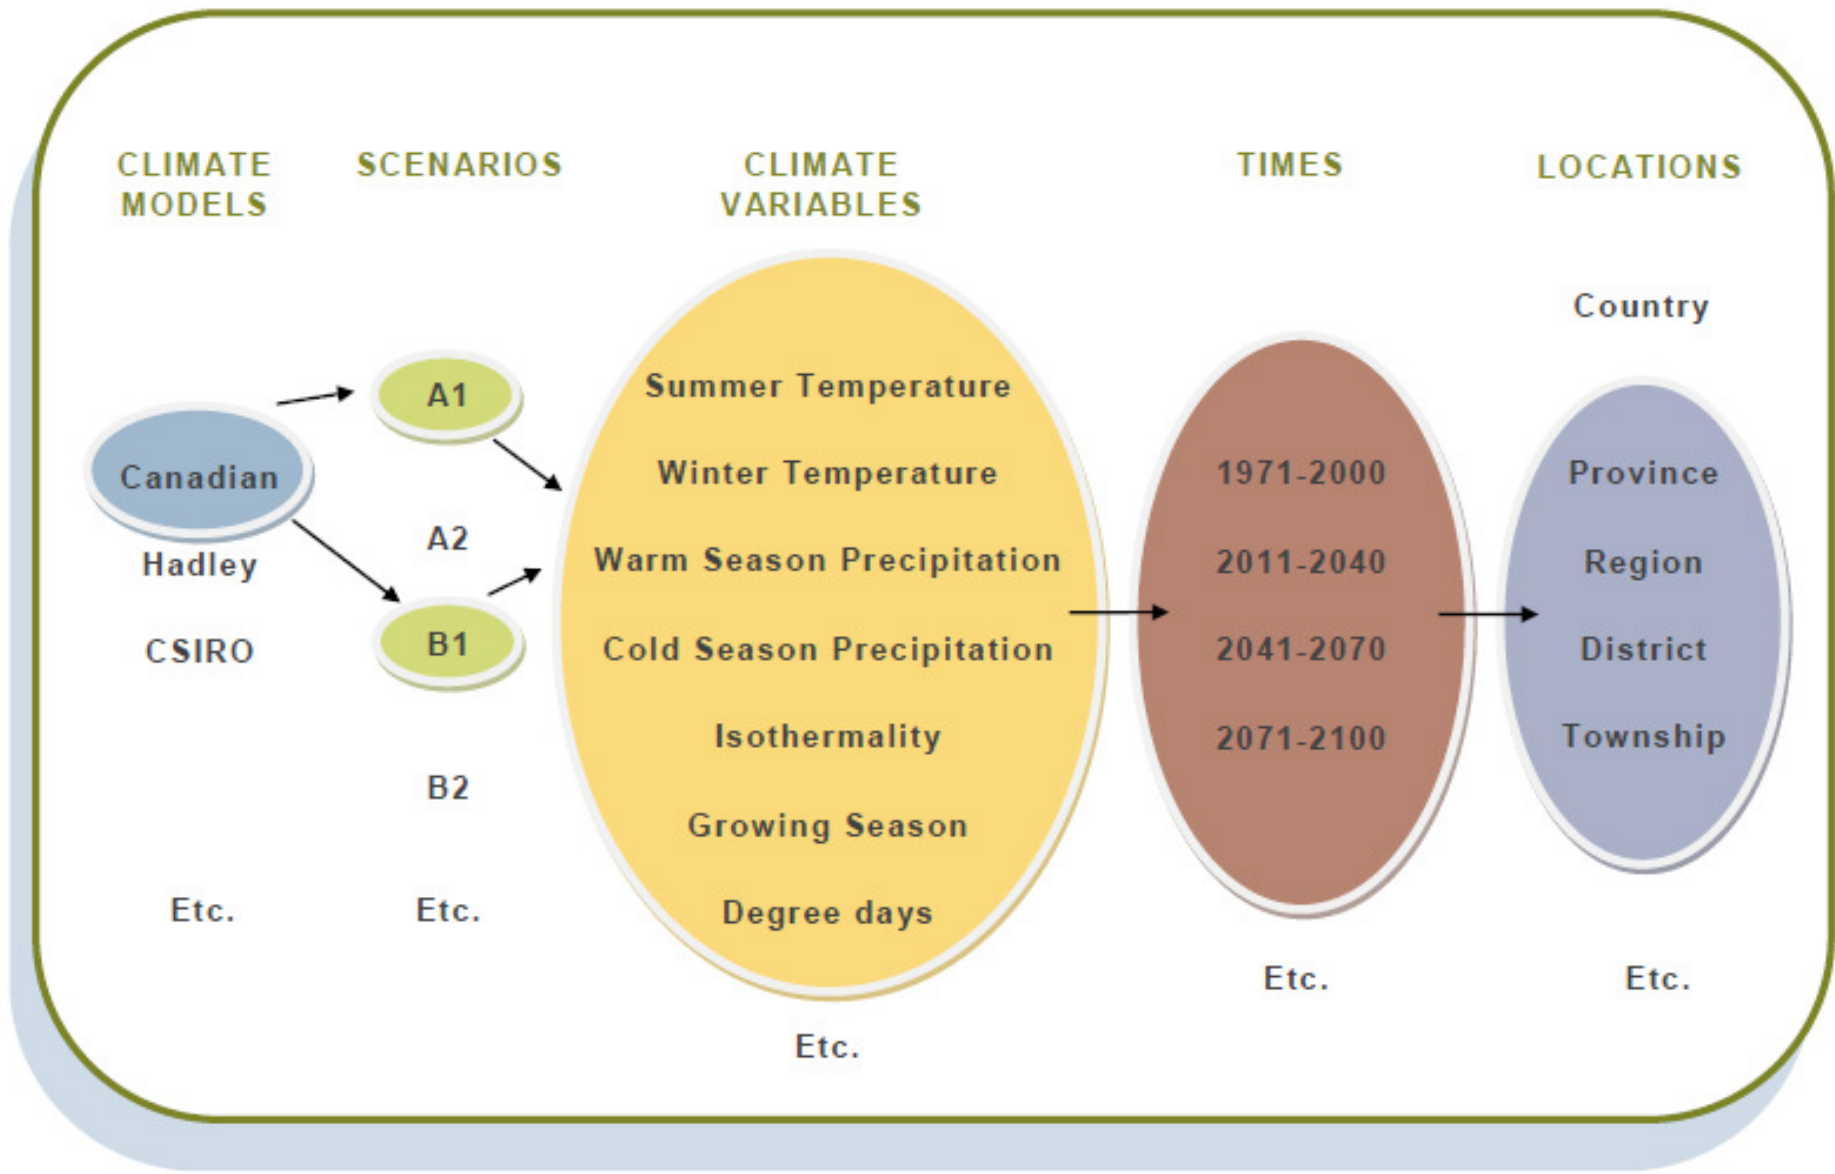 CLIMATE
MODELS
Canadian
Hadley
CSIRO
Etc.
SCENARIOS
A1
A2
B1
B2
Etc.
CLIMATE
VARIABLES
Summer Temperature
Winter Temperature
Warm Season Precipitation
Cold Season Precipitation
Isothermality
Growing Season
Degree days
Etc.
TIMES
1971-2000
2011-2040
2041-2070
2071-2100
Etc.
LOCATIONS
Country
Province
Region
District
Township
Etc.